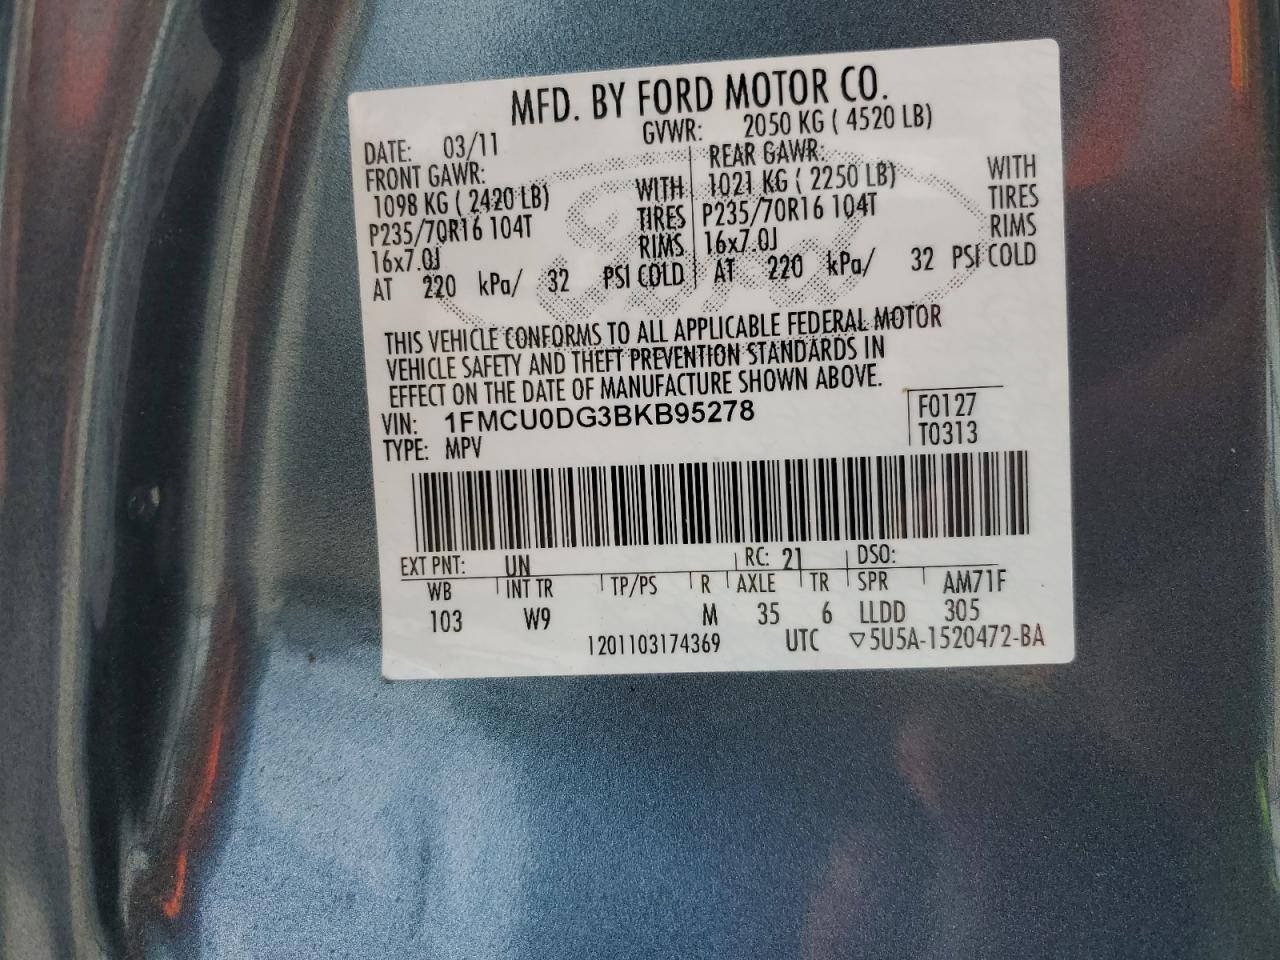 MFD. BY FORD MOTOR CO.
DATE: 03/11 GVWR: 2050 KG ( 4520 LB)
FRONT GAWR: REAR GAWR:
1098 KG ( 2420 LB) WITH 1021 KG ( 2250 LB) WITH
P235/70R16 104T TIRES P235/70R16 104T TIRES
16x7.0J RIMS 16x7.0J RIMS
AT 220 kPa/ 32 PSI COLD AT 220 kPa/ 32 PSI COLD
THIS VEHICLE CONFORMS TO ALL APPLICABLE FEDERAL MOTOR
VEHICLE SAFETY AND THEFT PREVENTION STANDARDS IN
EFFECT ON THE DATE OF MANUFACTURE SHOWN ABOVE.
VIN: 1FMCU0DG3BKB95278 F0127
TYPE: MPV T0313
EXT PNT: UN RC: 21 DSO:
WB INT TR TP/PS R AXLE TR SPR AM71F
103 W9 M 35 6 LLDD 305
1201103174369 UTC ▽5U5A-1520472-BA
Ford